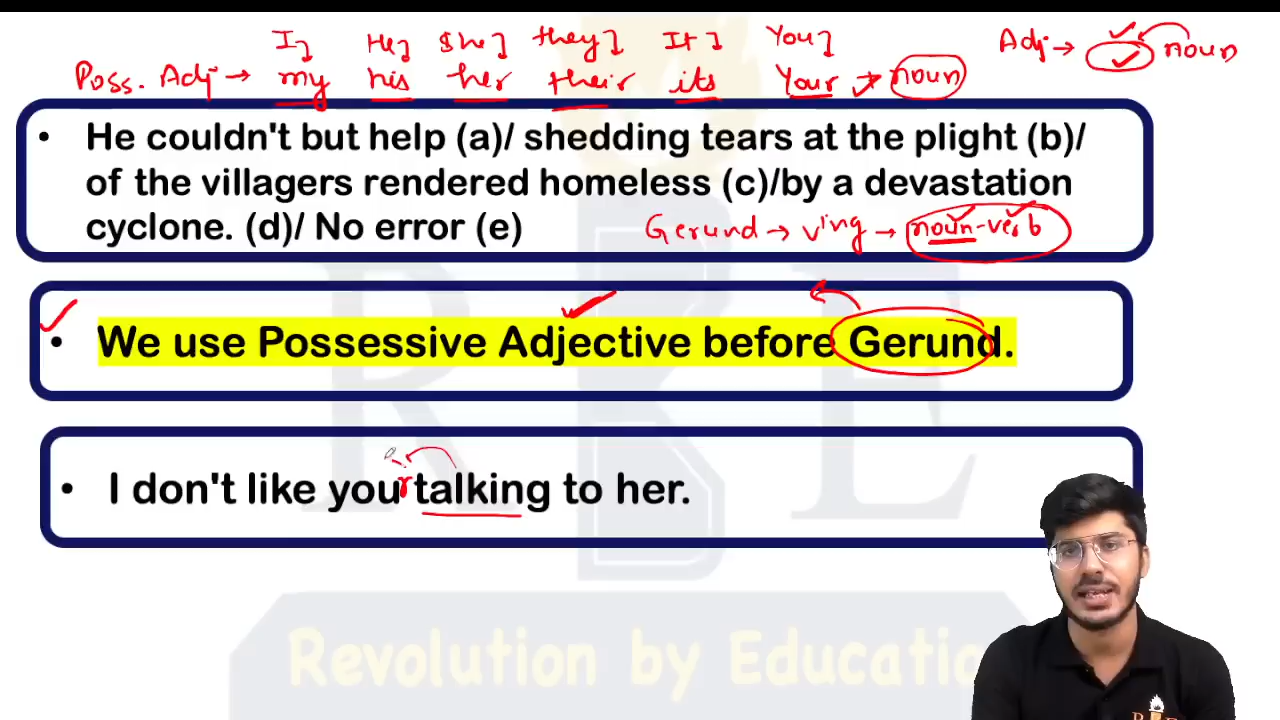 I] He] She] they] It] You]
Adj → noun
Poss. Adj → my his her their its Your → noun
• He couldn't but help (a)/ shedding tears at the plight (b)/
of the villagers rendered homeless (c)/by a devastation
cyclone. (d)/ No error (e)
Gerund → V'ing → noun-verb
• We use Possessive Adjective before Gerund.
• I don't like your talking to her.
Revolution by Educatio